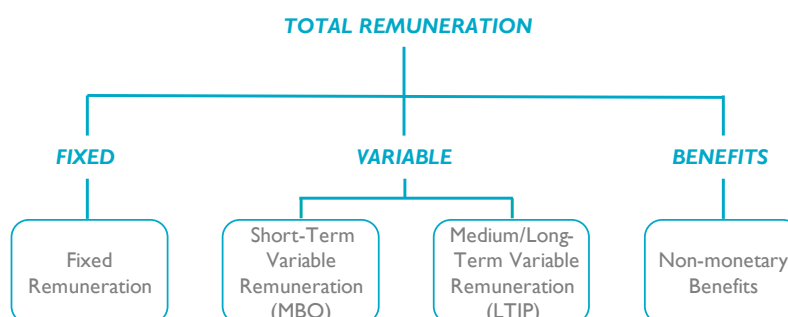 TOTAL REMUNERATION
FIXED
VARIABLE
BENEFITS
Fixed
Remuneration
Short-Term
Variable
Remuneration
(MBO)
Medium/Long-
Term Variable
Remuneration
(LTIP)
Non-monetary
Benefits